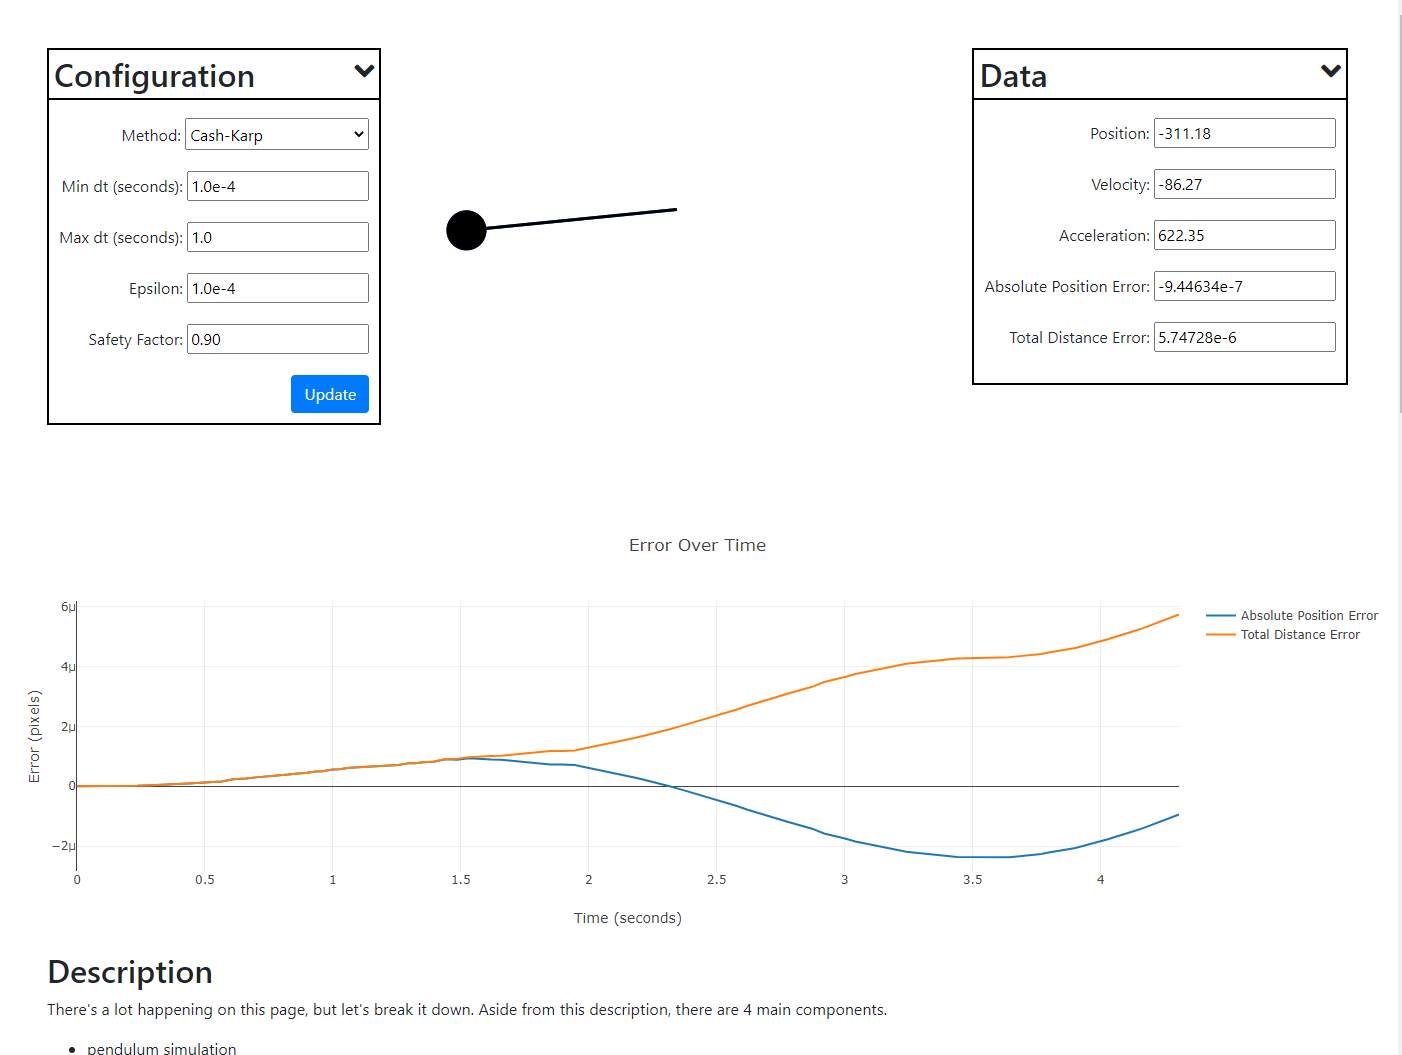 Configuration
Method: Cash-Karp
Min dt (seconds): 1.0e-4
Max dt (seconds): 1.0
Epsilon: 1.0e-4
Safety Factor: 0.90
Update
Data
Position: -311.18
Velocity: -86.27
Acceleration: 622.35
Absolute Position Error: -9.44634e-7
Total Distance Error: 5.74728e-6
Error Over Time
6μ
4μ
2μ
0
−2μ
Error (pixels)
0 0.5 1 1.5 2 2.5 3 3.5 4
Time (seconds)
Absolute Position Error
Total Distance Error
Description
There's a lot happening on this page, but let's break it down. Aside from this description, there are 4 main components.
• pendulum simulation